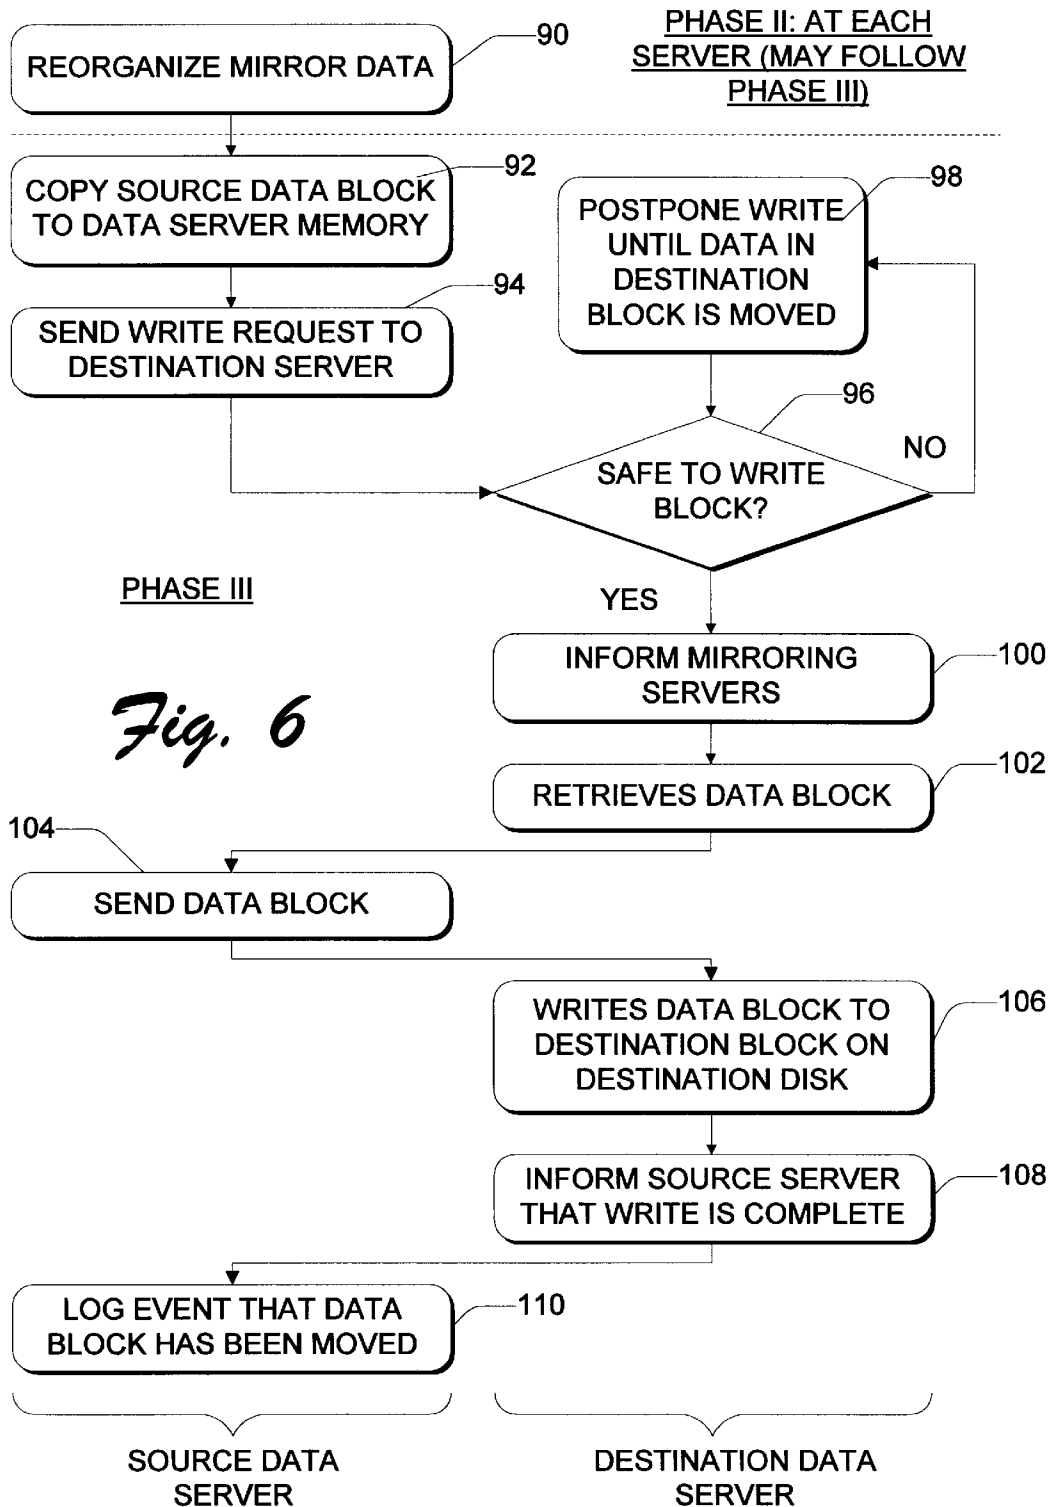 REORGANIZE MIRROR DATA
90
PHASE II: AT EACH
SERVER (MAY FOLLOW
PHASE III)
COPY SOURCE DATA BLOCK
TO DATA SERVER MEMORY
92
SEND WRITE REQUEST TO
DESTINATION SERVER
94
POSTPONE WRITE
UNTIL DATA IN
DESTINATION
BLOCK IS MOVED
98
SAFE TO WRITE
BLOCK?
96
NO
YES
PHASE III
Fig. 6
INFORM MIRRORING
SERVERS
100
RETRIEVES DATA BLOCK
102
104
SEND DATA BLOCK
WRITES DATA BLOCK TO
DESTINATION BLOCK ON
DESTINATION DISK
106
INFORM SOURCE SERVER
THAT WRITE IS COMPLETE
108
LOG EVENT THAT DATA
BLOCK HAS BEEN MOVED
110
SOURCE DATA
SERVER
DESTINATION DATA
SERVER